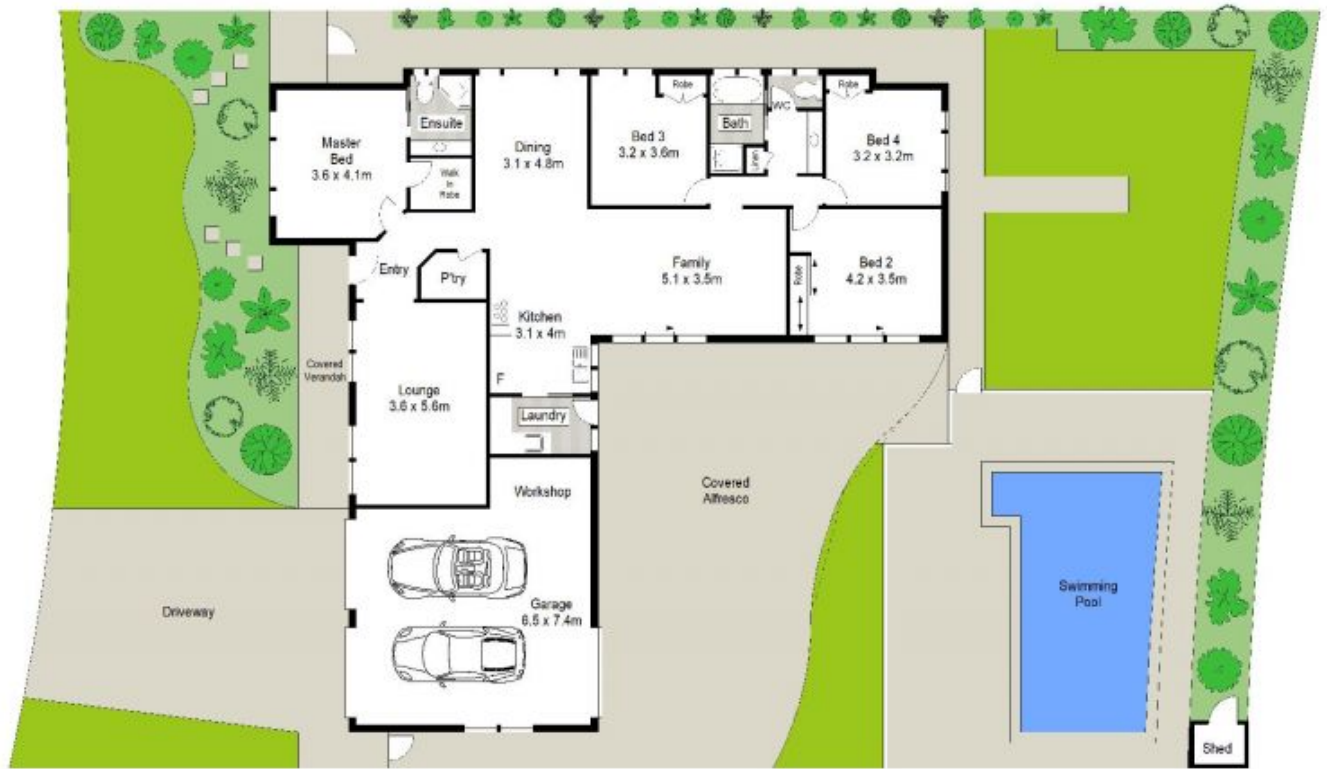 Master
Bed
3.6 x 4.1m
Ensuite
Walk
In
Robe
Dining
3.1 x 4.8m
Bed 3
3.2 x 3.6m
Robe
Bath
Linen
WC
Robe
Bed 4
3.2 x 3.2m
Entry
P'try
Family
5.1 x 3.5m
Robe
Bed 2
4.2 x 3.5m
Kitchen
3.1 x 4m
F
Covered
Verandah
Lounge
3.6 x 5.6m
Laundry
Workshop
Covered
Alfresco
Driveway
Garage
6.5 x 7.4m
Swimming
Pool
Shed